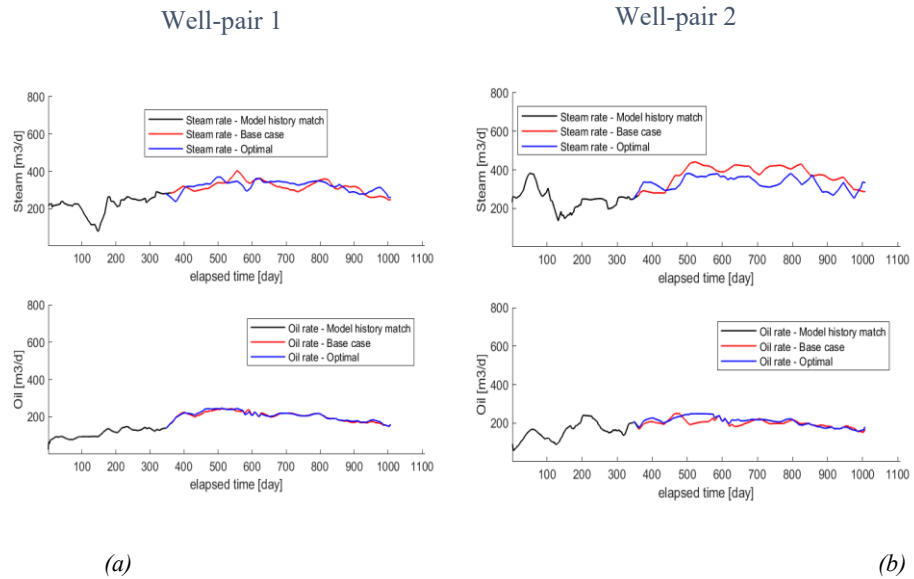 Well-pair 1
Well-pair 2
800
600
400
200
Steam [m3/d]
Steam rate - Model history match
Steam rate - Base case
Steam rate - Optimal
100 200 300 400 500 600 700 800 900 1000 1100
elapsed time [day]
800
600
400
200
Steam [m3/d]
Steam rate - Model history match
Steam rate - Base case
Steam rate - Optimal
100 200 300 400 500 600 700 800 900 1000 1100
elapsed time [day]
800
600
400
200
Oil [m3/d]
Oil rate - Model history match
Oil rate - Base case
Oil rate - Optimal
100 200 300 400 500 600 700 800 900 1000 1100
elapsed time [day]
800
600
400
200
Oil [m3/d]
Oil rate - Model history match
Oil rate - Base case
Oil rate - Optimal
100 200 300 400 500 600 700 800 900 1000 1100
elapsed time [day]
(a)
(b)